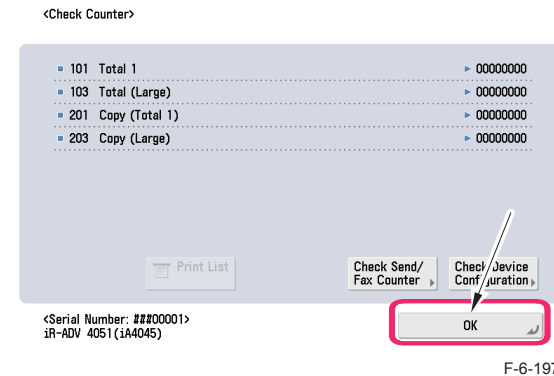 <Check Counter>
101 Total 1 00000000
103 Total (Large) 00000000
201 Copy (Total 1) 00000000
203 Copy (Large) 00000000
Print List
Check Send/
Fax Counter
Check Device
Configuration
<Serial Number: ###00001>
iR-ADV 4051(iA4045)
OK
F-6-197